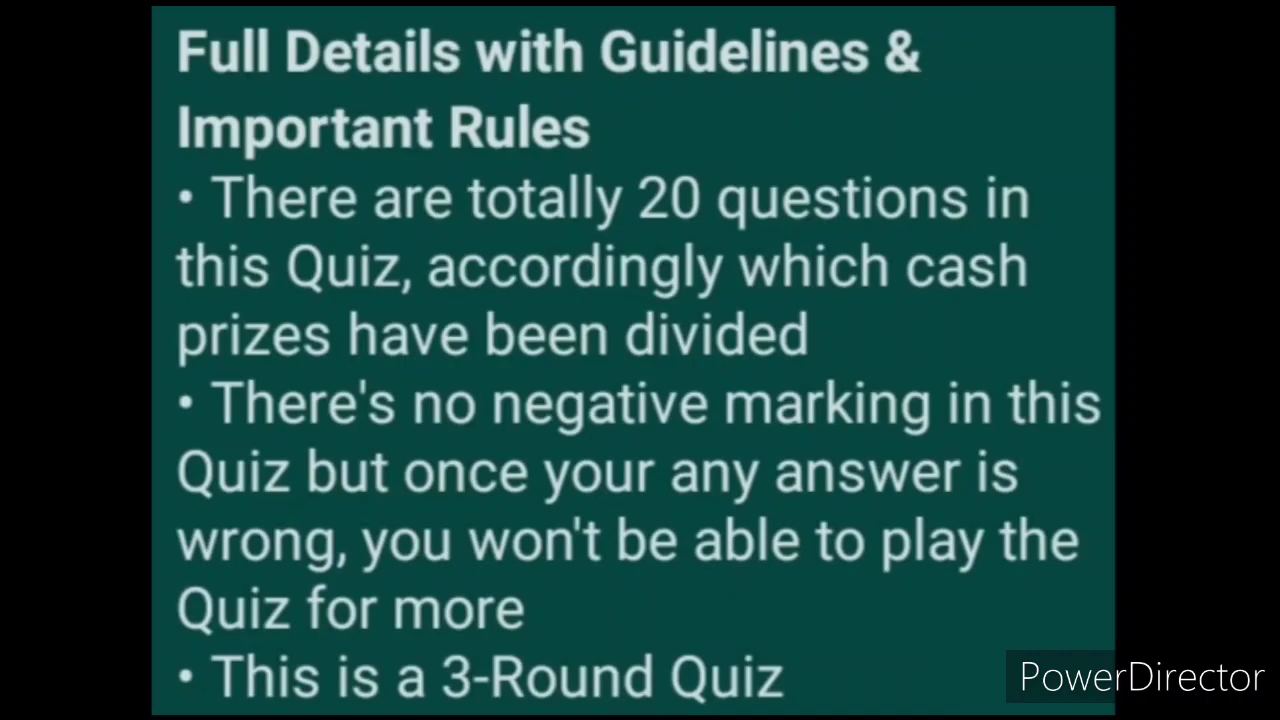 Full Details with Guidelines &
Important Rules
• There are totally 20 questions in
this Quiz, accordingly which cash
prizes have been divided
• There's no negative marking in this
Quiz but once your any answer is
wrong, you won't be able to play the
Quiz for more
• This is a 3-Round Quiz
PowerDirector